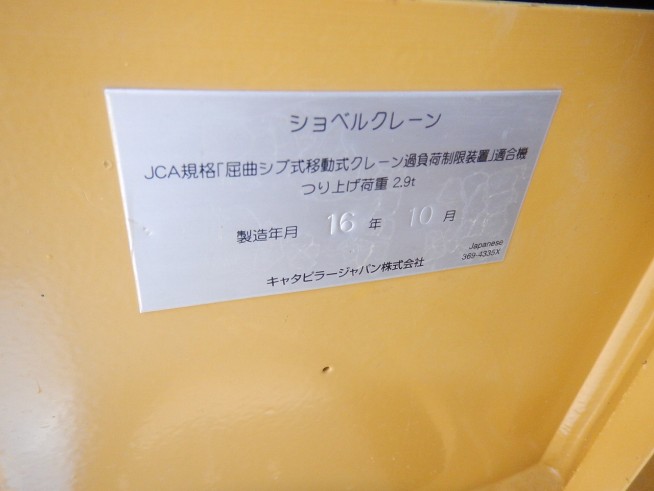 ショベルクレーン
JCA規格「屈曲ジブ式移動式クレーン過負荷制限装置」適合機
つり上げ荷重 2.9t
製造年月 16 年 10 月
Japanese
369-4335X
キャタピラージャパン株式会社